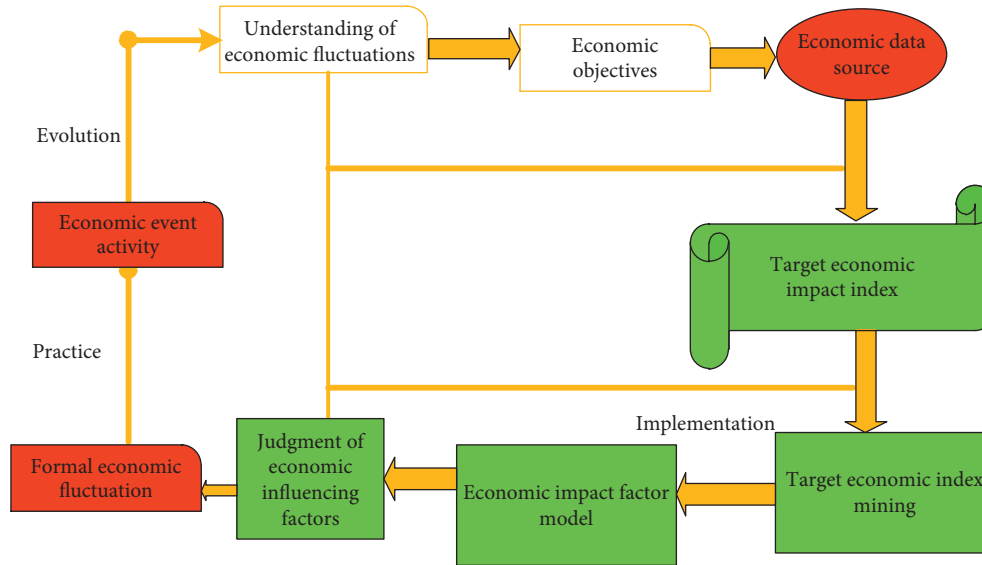 Understanding of
economic fluctuations
Economic
objectives
Economic data
source
Evolution
Economic event
activity
Target economic
impact index
Practice
Implementation
Formal economic
fluctuation
Judgment of
economic
influencing
factors
Economic impact factor
model
Target economic index
mining